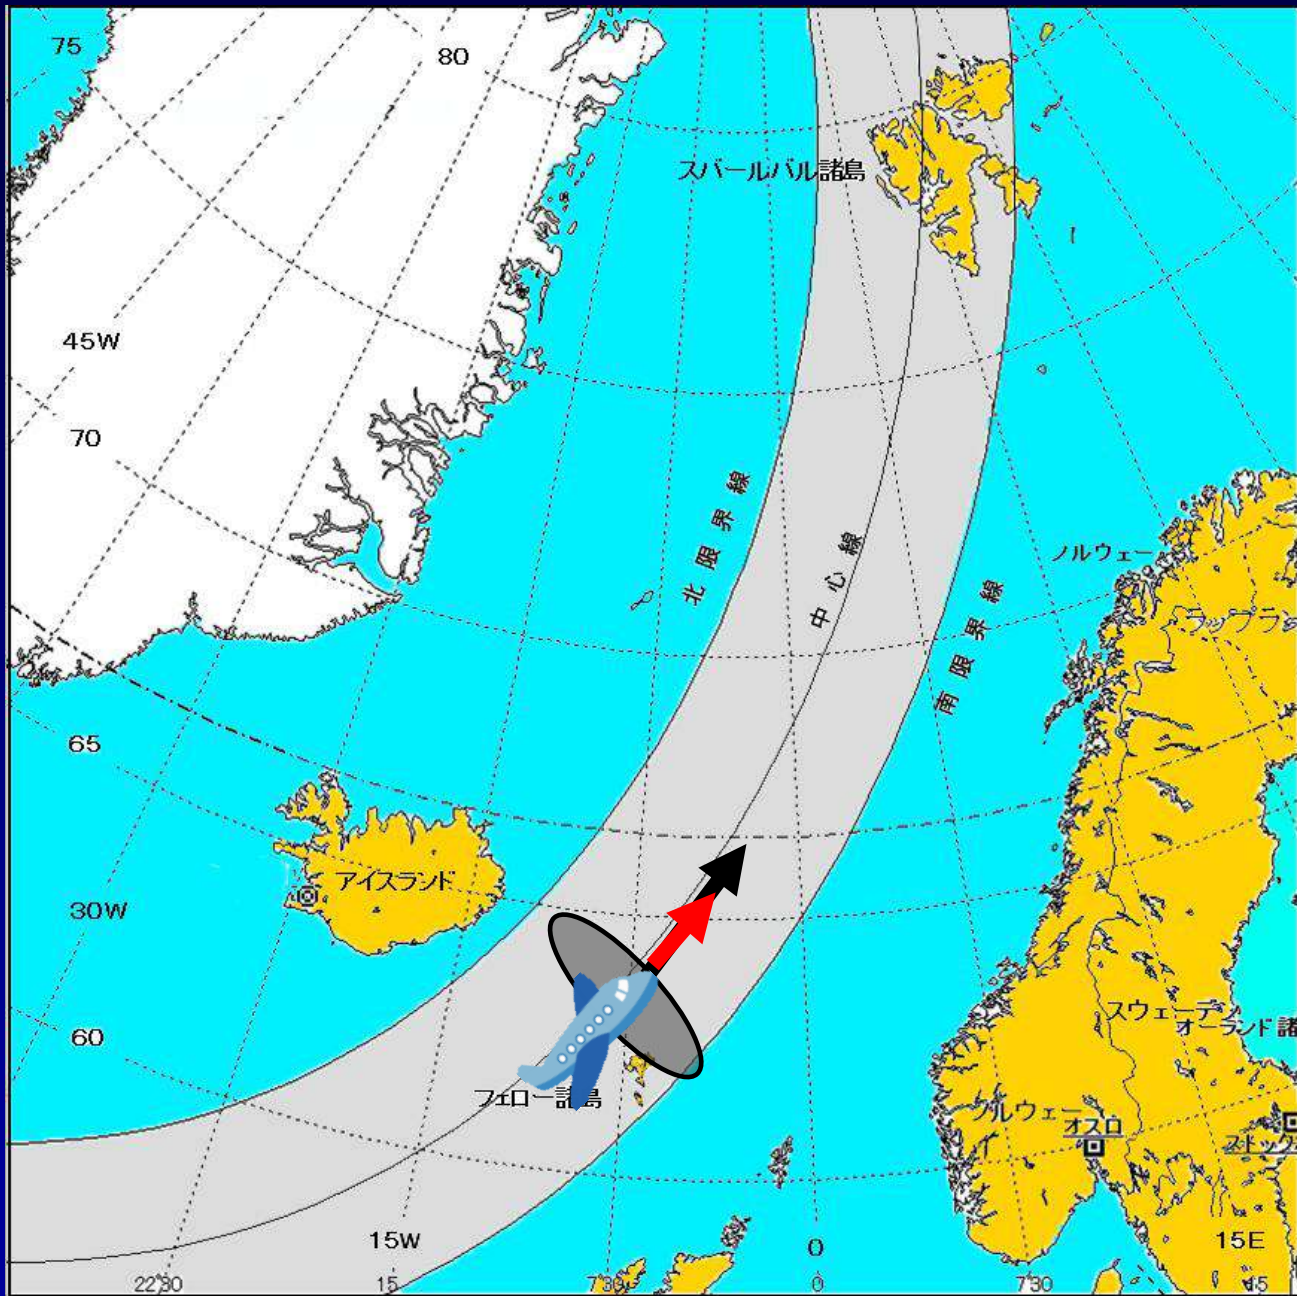 75
80
スバールバル諸島
45W
70
北限界線
中心線
南限界線
ノルウェー
ラップラン
65
アイスランド
30W
スウェーデン
オーランド諸
60
フェロー諸島
ノルウェー
オスロ
ストック
15W
0
15E
22'30
15
7'30
0
7'30